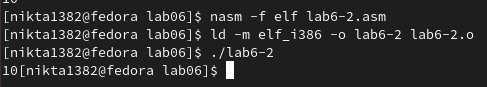 [nikta1382@fedora lab06]$ nasm -f elf lab6-2.asm
[nikta1382@fedora lab06]$ ld -m elf_i386 -o lab6-2 lab6-2.o
[nikta1382@fedora lab06]$ ./lab6-2
10[nikta1382@fedora lab06]$